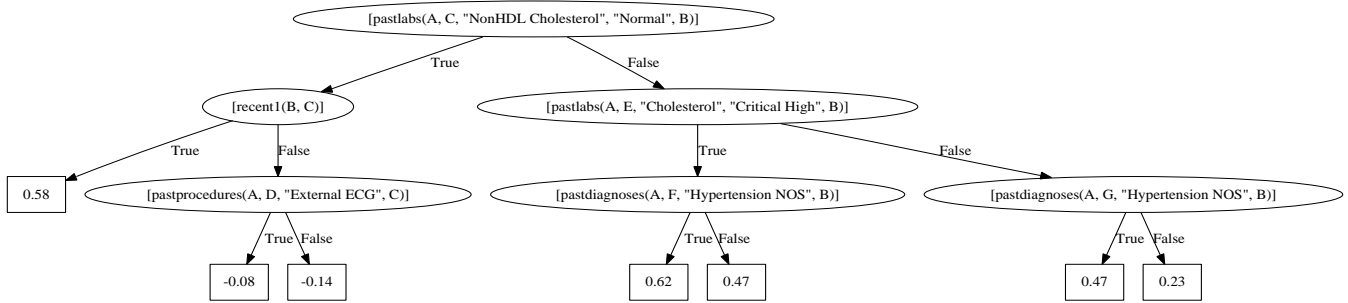 [pastlabs(A, C, "NonHDL Cholesterol", "Normal", B)]
True
False
[recent1(B, C)]
[pastlabs(A, E, "Cholesterol", "Critical High", B)]
True
False
True
False
0.58
[pastprocedures(A, D, "External ECG", C)]
[pastdiagnoses(A, F, "Hypertension NOS", B)]
[pastdiagnoses(A, G, "Hypertension NOS", B)]
True
False
True
False
True
False
-0.08
-0.14
0.62
0.47
0.47
0.23